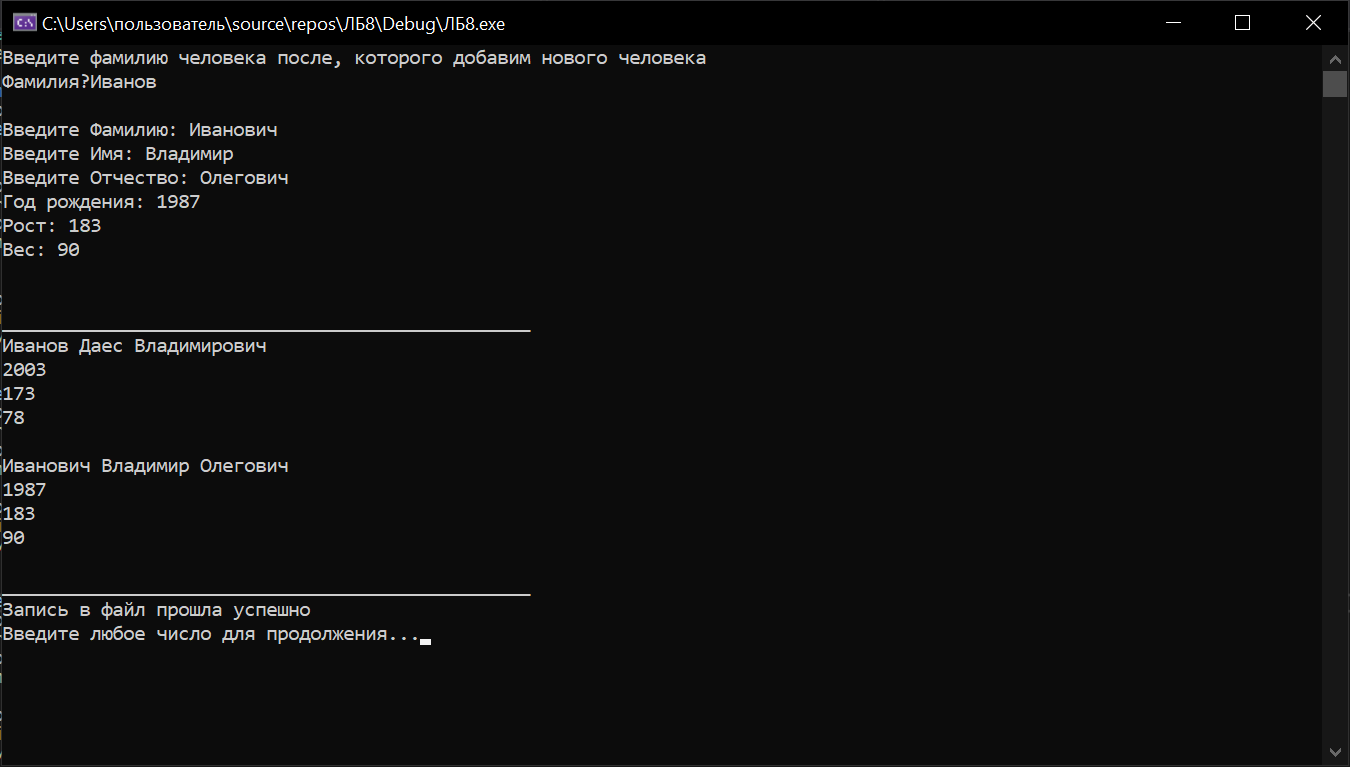 C:\Users\пользователь\source\repos\ЛБ8\Debug\ЛБ8.exe
Введите фамилию человека после, которого добавим нового человека
Фамилия?Иванов
Введите Фамилию: Иванович
Введите Имя: Владимир
Введите Отчество: Олегович
Год рождения: 1987
Рост: 183
Вес: 90
________________________________________________
Иванов Даес Владимирович
2003
173
78
Иванович Владимир Олегович
1987
183
90
________________________________________________
Запись в файл прошла успешно
Введите любое число для продолжения...